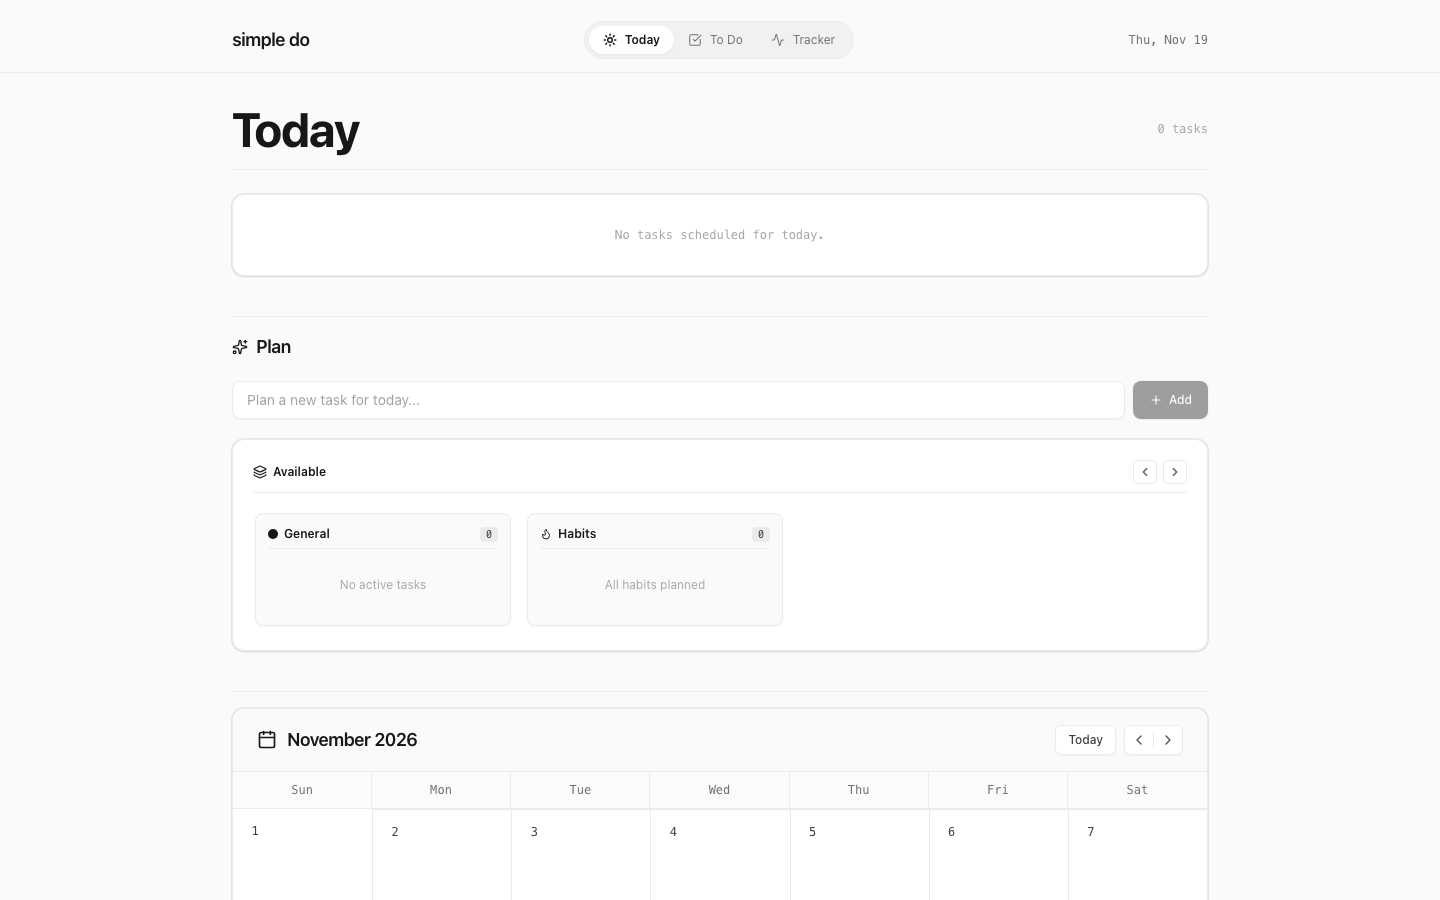 simple do
Today
To Do
Tracker
Thu, Nov 19
Today
0 tasks
No tasks scheduled for today.
Plan
Plan a new task for today...
Add
Available
General
0
Habits
0
No active tasks
All habits planned
November 2026
Today
Sun Mon Tue Wed Thu Fri Sat
1 2 3 4 5 6 7